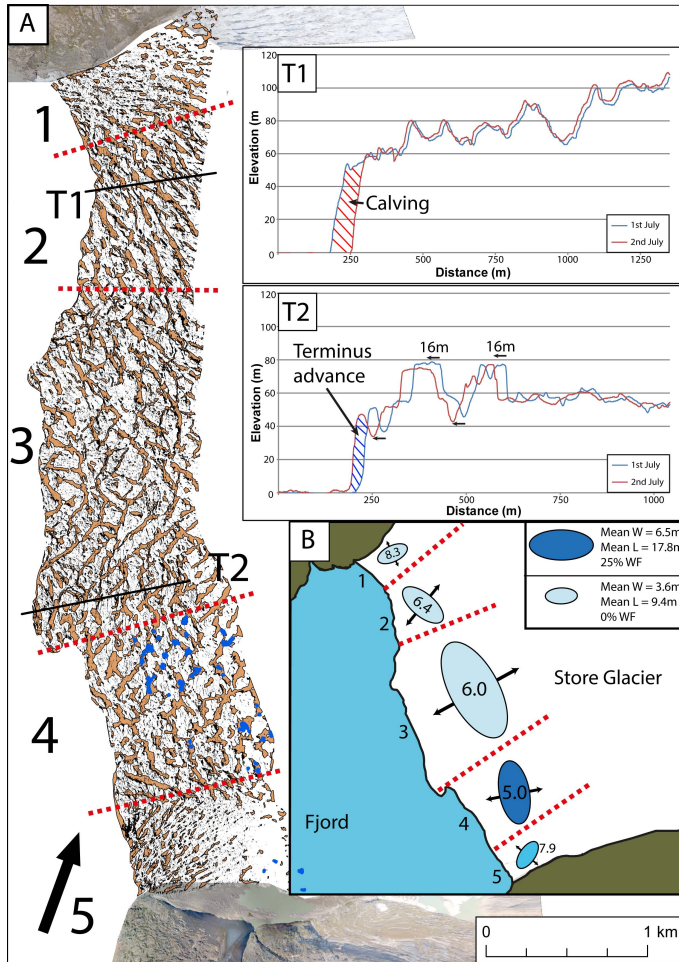 A
1
T1
2
3
T2
4
5
T1
Elevation (m)
120
100
80
60
40
20
0
Calving
1st July
2nd July
250
500
750
1000
1250
Distance (m)
T2
Elevation (m)
120
100
80
60
40
20
0
16m
16m
Terminus
advance
1st July
2nd July
250
500
750
1000
Distance (m)
B
Mean W = 6.5m
Mean L = 17.8m
25% WF
Mean W = 3.6m
Mean L = 9.4m
0% WF
8.3
1
6.4
2
6.0
Store Glacier
3
5.0
4
Fjord
7.9
5
0
1 km